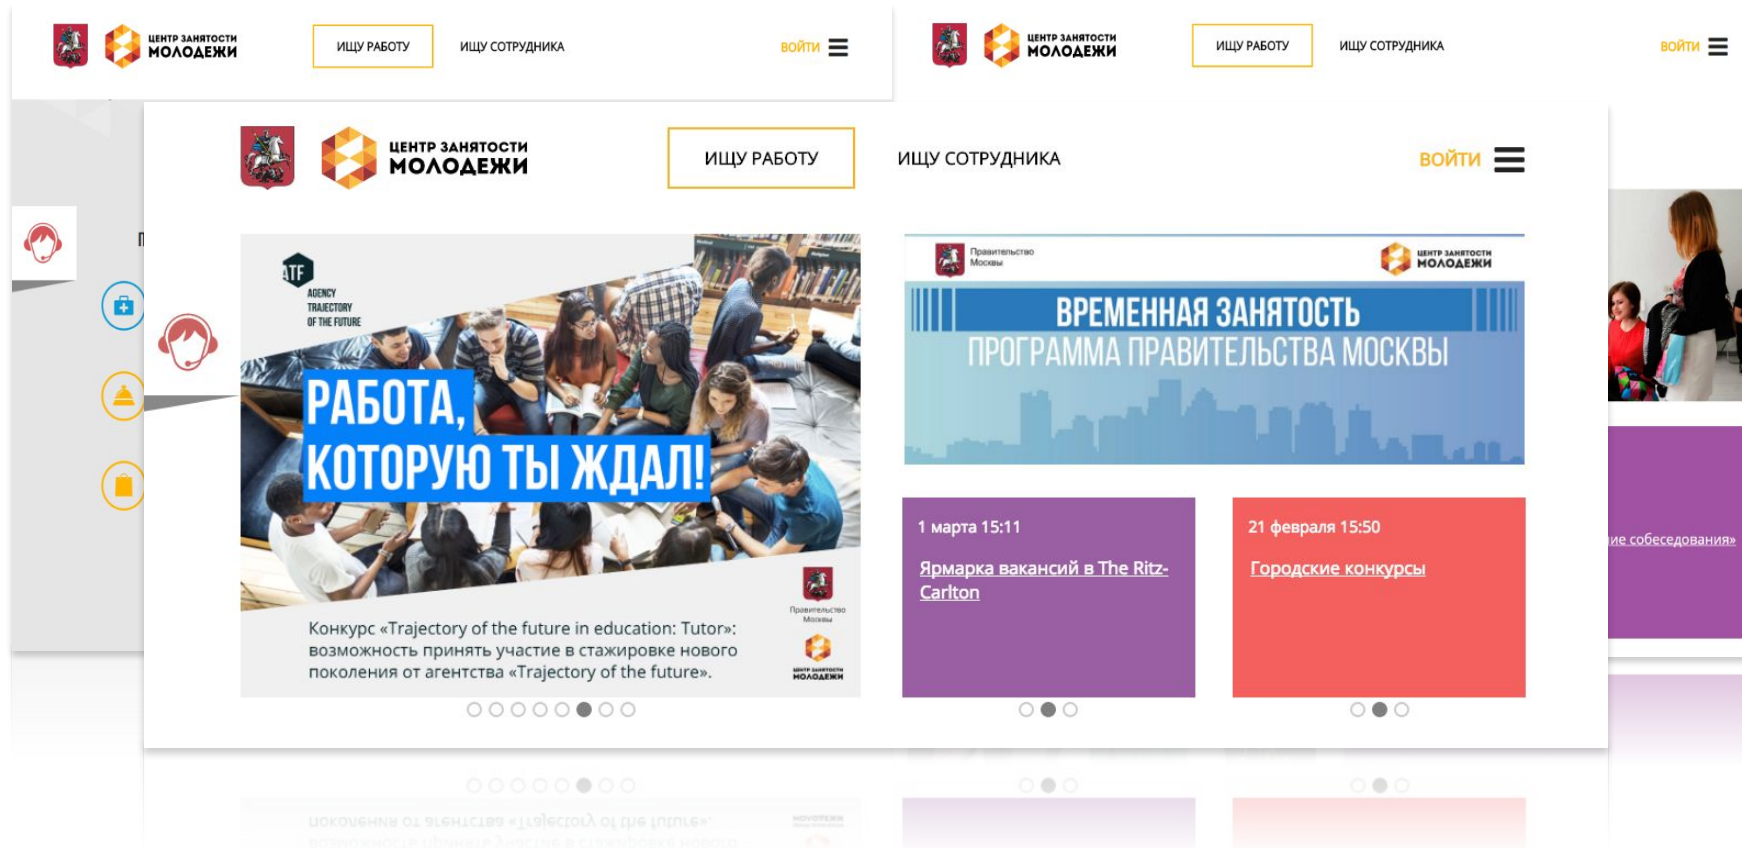 ЦЕНТР ЗАНЯТОСТИ
МОЛОДЕЖИ
ИЩУ РАБОТУ
ИЩУ СОТРУДНИКА
ВОЙТИ
ЦЕНТР ЗАНЯТОСТИ
МОЛОДЕЖИ
ИЩУ РАБОТУ
ИЩУ СОТРУДНИКА
ВОЙТИ
ЦЕНТР ЗАНЯТОСТИ
МОЛОДЕЖИ
ИЩУ РАБОТУ
ИЩУ СОТРУДНИКА
ВОЙТИ
ATF
AGENCY
TRAJECTORY
OF THE FUTURE
РАБОТА,
КОТОРУЮ ТЫ ЖДАЛ!
Правительство
Москвы
ЦЕНТР ЗАНЯТОСТИ
МОЛОДЕЖИ
Конкурс «Trajectory of the future in education: Tutor»:
возможность принять участие в стажировке нового
поколения от агентства «Trajectory of the future».
Правительство
Москвы
ЦЕНТР ЗАНЯТОСТИ
МОЛОДЕЖИ
ВРЕМЕННАЯ ЗАНЯТОСТЬ
ПРОГРАММА ПРАВИТЕЛЬСТВА МОСКВЫ
1 марта 15:11
Ярмарка вакансий в The Ritz-
Carlton
21 февраля 15:50
Городские конкурсы
собеседования»